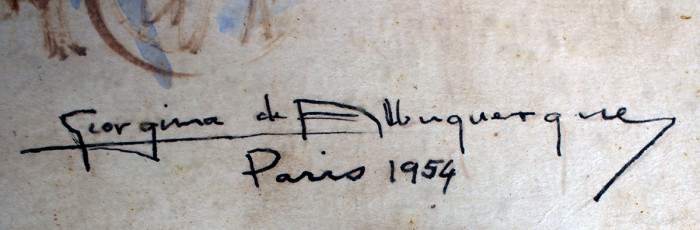 Georgina de Albuquerque
Paris 1954